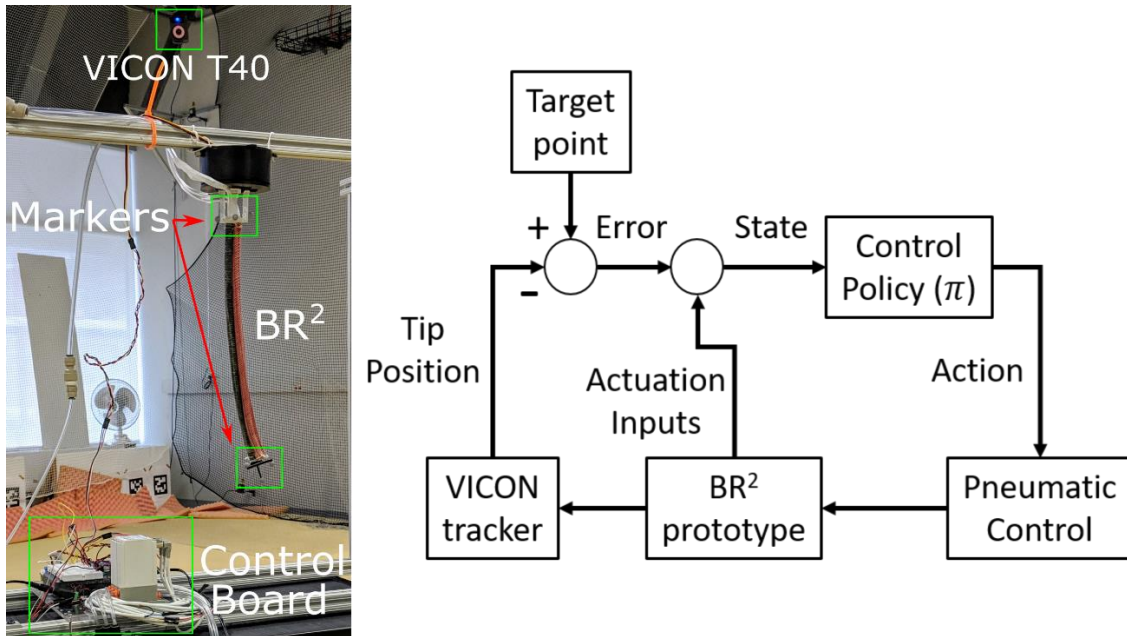 VICON T40
Markers
BR²
Control
Board
Target
point
+
Error
State
-
Control
Policy (π)
Tip
Position
Actuation
Inputs
Action
VICON
tracker
BR²
prototype
Pneumatic
Control